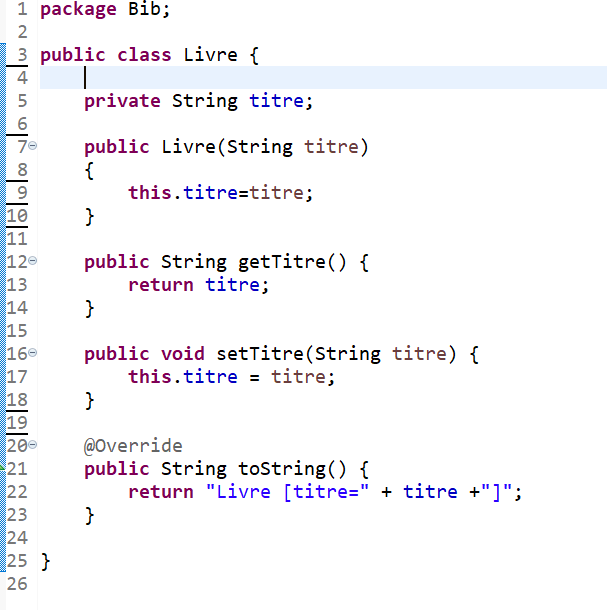 1 package Bib;
2
3 public class Livre {
4
5     private String titre;
6
7     public Livre(String titre)
8     {
9         this.titre=titre;
10     }
11
12     public String getTitre() {
13         return titre;
14     }
15
16     public void setTitre(String titre) {
17         this.titre = titre;
18     }
19
20     @Override
21     public String toString() {
22         return "Livre [titre=" + titre +"]";
23     }
24
25 }
26